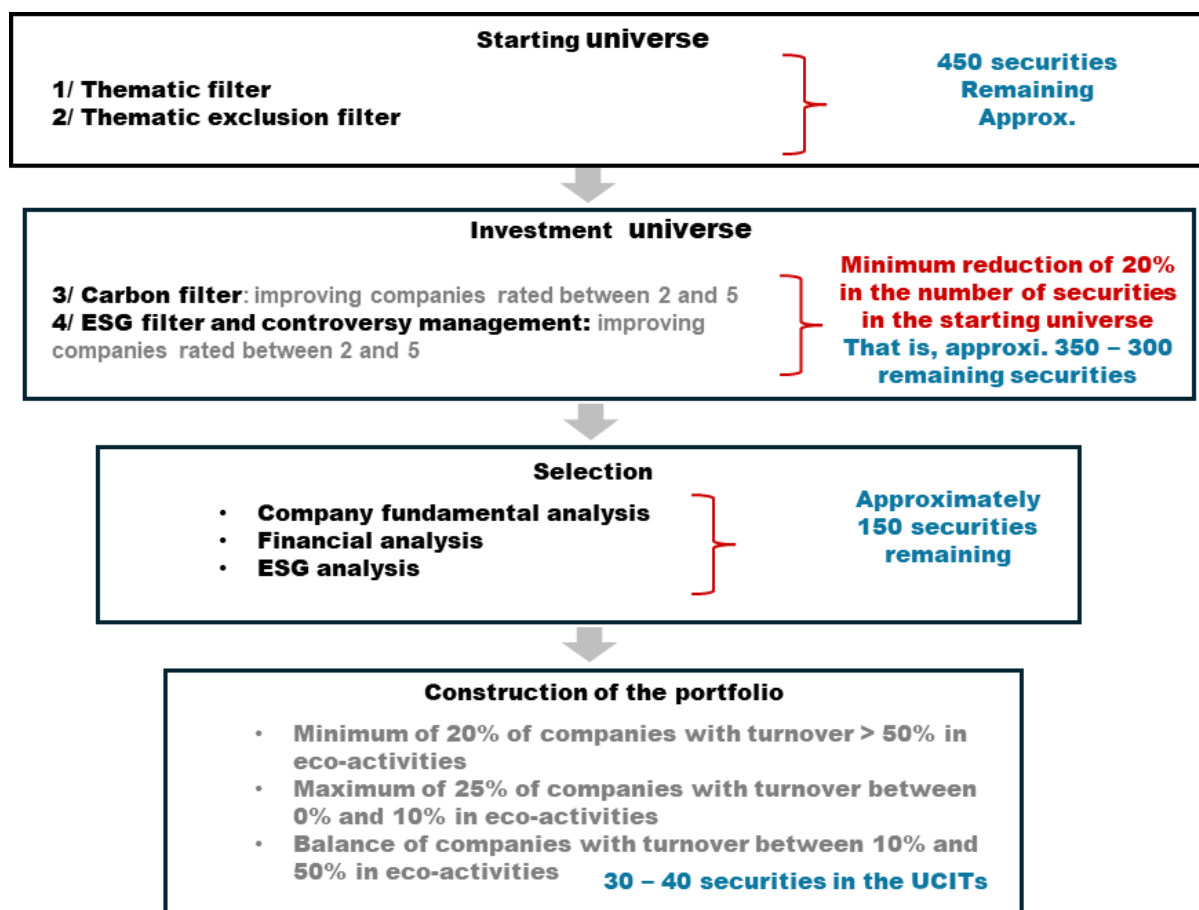 Starting universe
1/ Thematic filter
2/ Thematic exclusion filter
450 securities
Remaining
Approx.
Investment universe
3/ Carbon filter: improving companies rated between 2 and 5
4/ ESG filter and controversy management: improving
companies rated between 2 and 5
Minimum reduction of 20%
in the number of securities
in the starting universe
That is, approxi. 350 – 300
remaining securities
Selection
• Company fundamental analysis
• Financial analysis
• ESG analysis
Approximately
150 securities
remaining
Construction of the portfolio
• Minimum of 20% of companies with turnover > 50% in
eco-activities
• Maximum of 25% of companies with turnover between
0% and 10% in eco-activities
• Balance of companies with turnover between 10% and
50% in eco-activities
30 – 40 securities in the UCITs